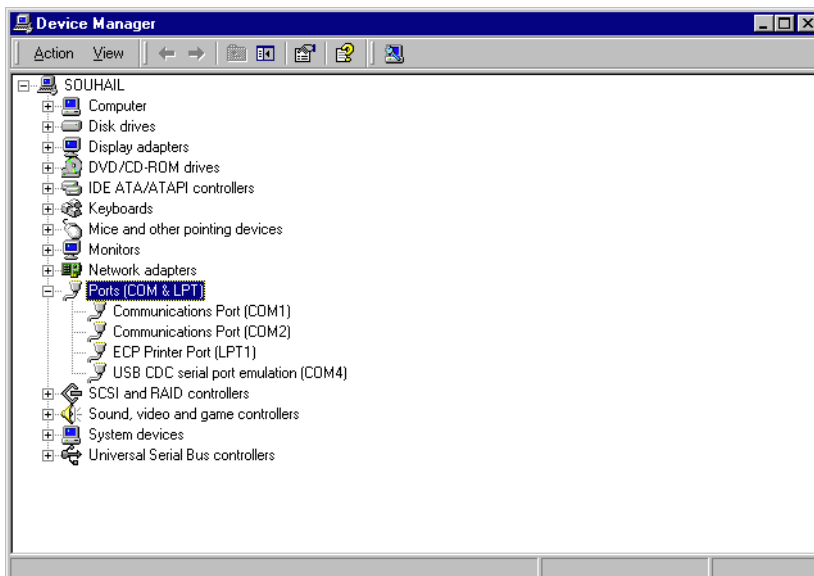 Device Manager
Action View
SOUHAIL
Computer
Disk drives
Display adapters
DVD/CD-ROM drives
IDE ATA/ATAPI controllers
Keyboards
Mice and other pointing devices
Monitors
Network adapters
Ports (COM & LPT)
Communications Port (COM1)
Communications Port (COM2)
ECP Printer Port (LPT1)
USB CDC serial port emulation (COM4)
SCSI and RAID controllers
Sound, video and game controllers
System devices
Universal Serial Bus controllers